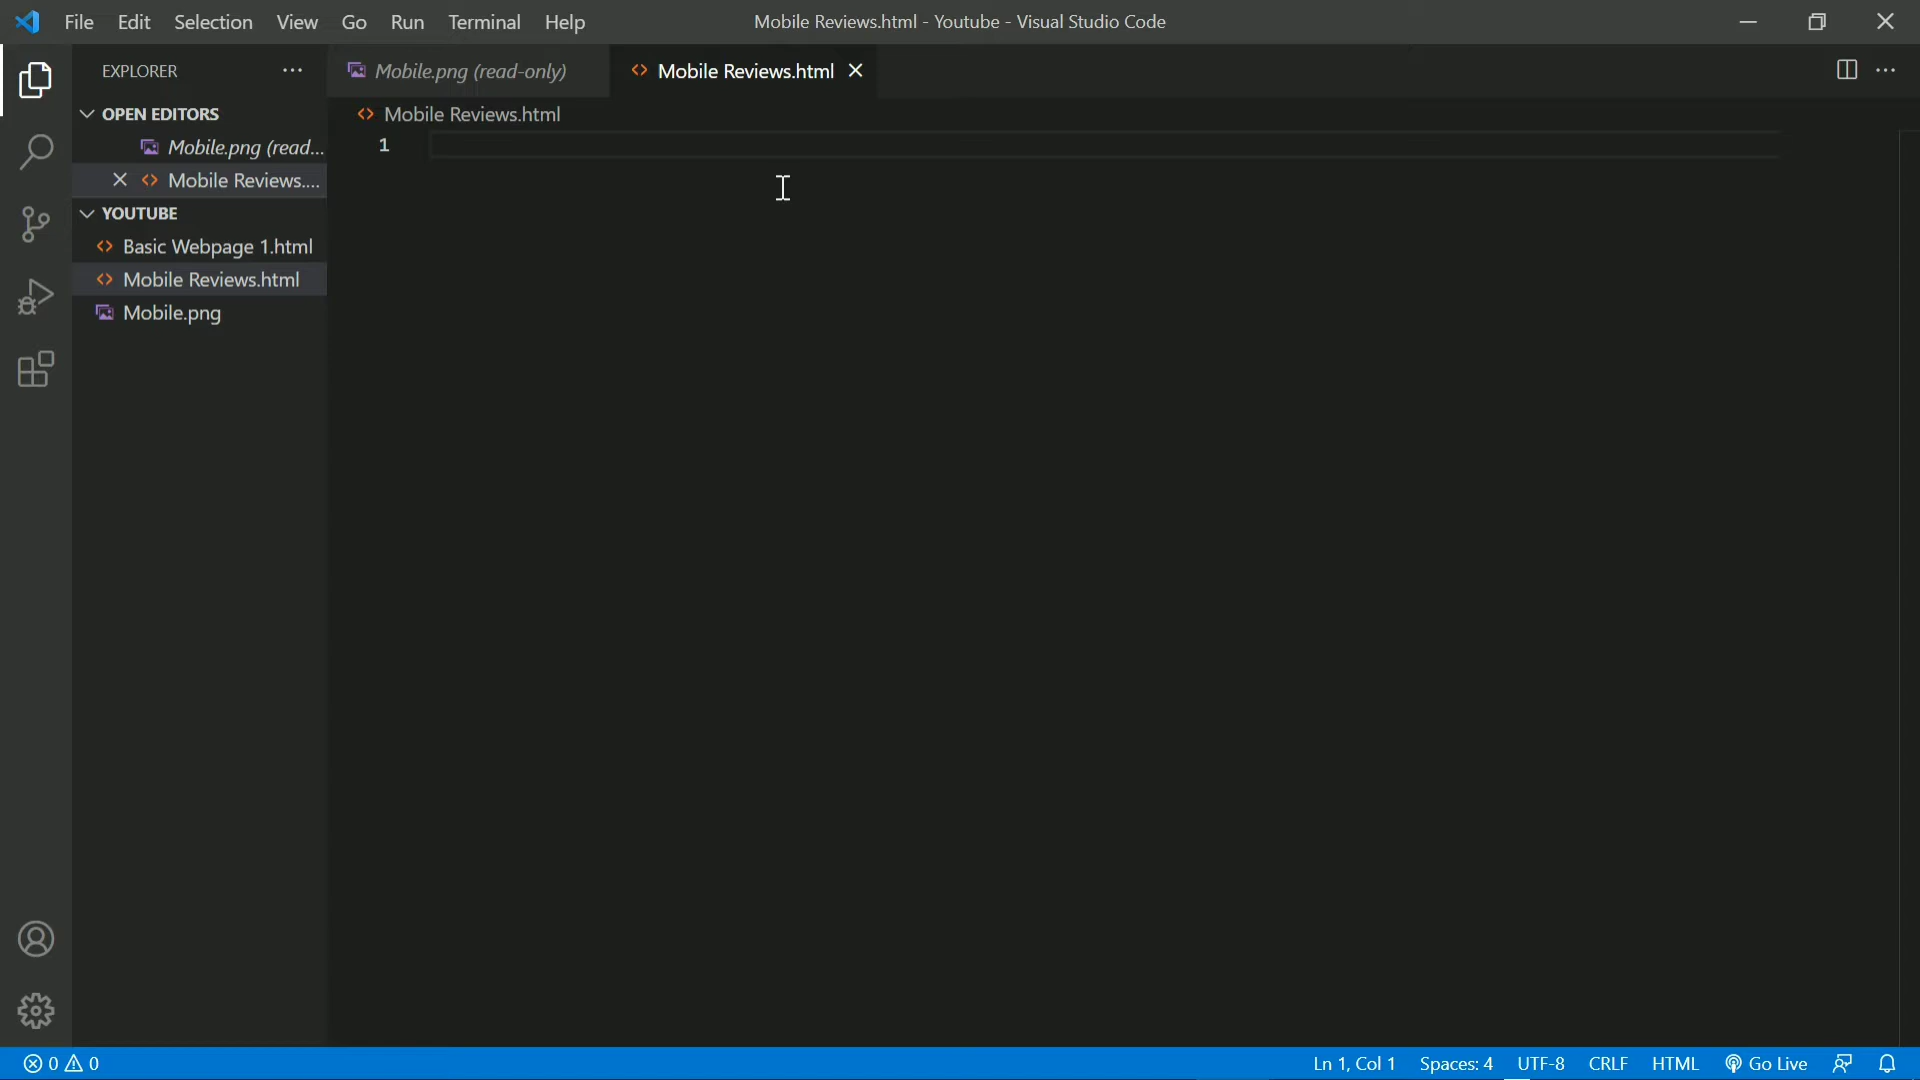 File Edit Selection View Go Run Terminal Help Mobile Reviews.html - Youtube - Visual Studio Code
EXPLORER
Mobile.png (read-only) Mobile Reviews.html
OPEN EDITORS
Mobile.png (read...
Mobile Reviews....
YOUTUBE
Basic Webpage 1.html
Mobile Reviews.html
Mobile.png
Mobile Reviews.html
1
0 0 Ln 1, Col 1 Spaces: 4 UTF-8 CRLF HTML Go Live